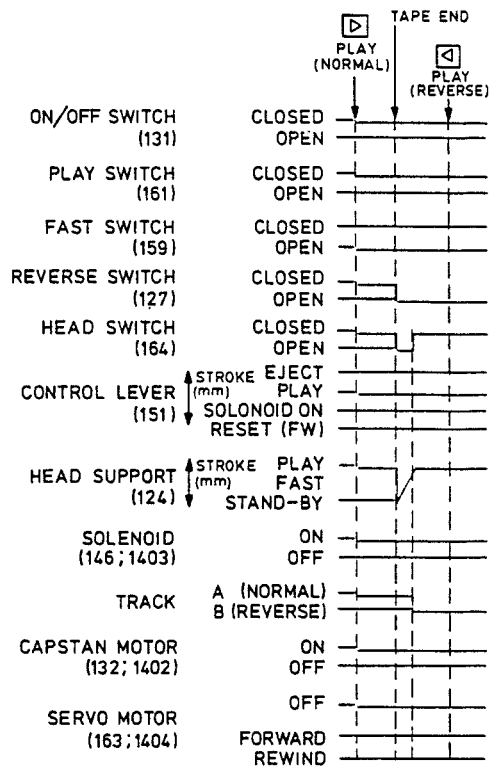 TAPE END
PLAY
(NORMAL)
PLAY
(REVERSE)
ON/OFF SWITCH CLOSED
(131) OPEN
PLAY SWITCH CLOSED
(161) OPEN
FAST SWITCH CLOSED
(159) OPEN
REVERSE SWITCH CLOSED
(127) OPEN
HEAD SWITCH CLOSED
(164) OPEN
STROKE EJECT
CONTROL LEVER (mm) PLAY
(151) SOLONOID ON
RESET (FW)
STROKE PLAY
HEAD SUPPORT (mm) FAST
(124) STAND-BY
SOLENOID ON
(146; 1403) OFF
TRACK A (NORMAL)
B (REVERSE)
CAPSTAN MOTOR ON
(132; 1402) OFF
OFF
SERVO MOTOR
(163; 1404) FORWARD
REWIND